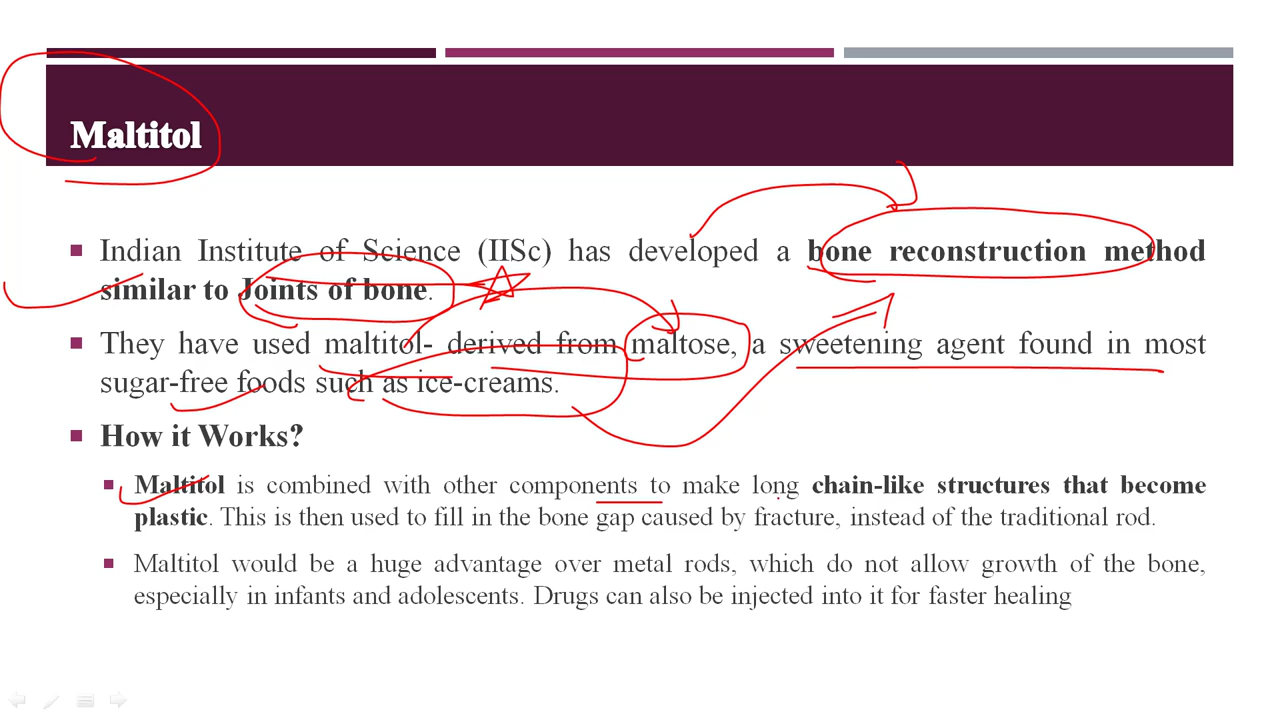 Maltitol
Indian Institute of Science (IISc) has developed a bone reconstruction method
similar to Joints of bone.
They have used maltitol- derived from maltose, a sweetening agent found in most
sugar-free foods such as ice-creams.
How it Works?
Maltitol is combined with other components to make long chain-like structures that become
plastic. This is then used to fill in the bone gap caused by fracture, instead of the traditional rod.
Maltitol would be a huge advantage over metal rods, which do not allow growth of the bone,
especially in infants and adolescents. Drugs can also be injected into it for faster healing